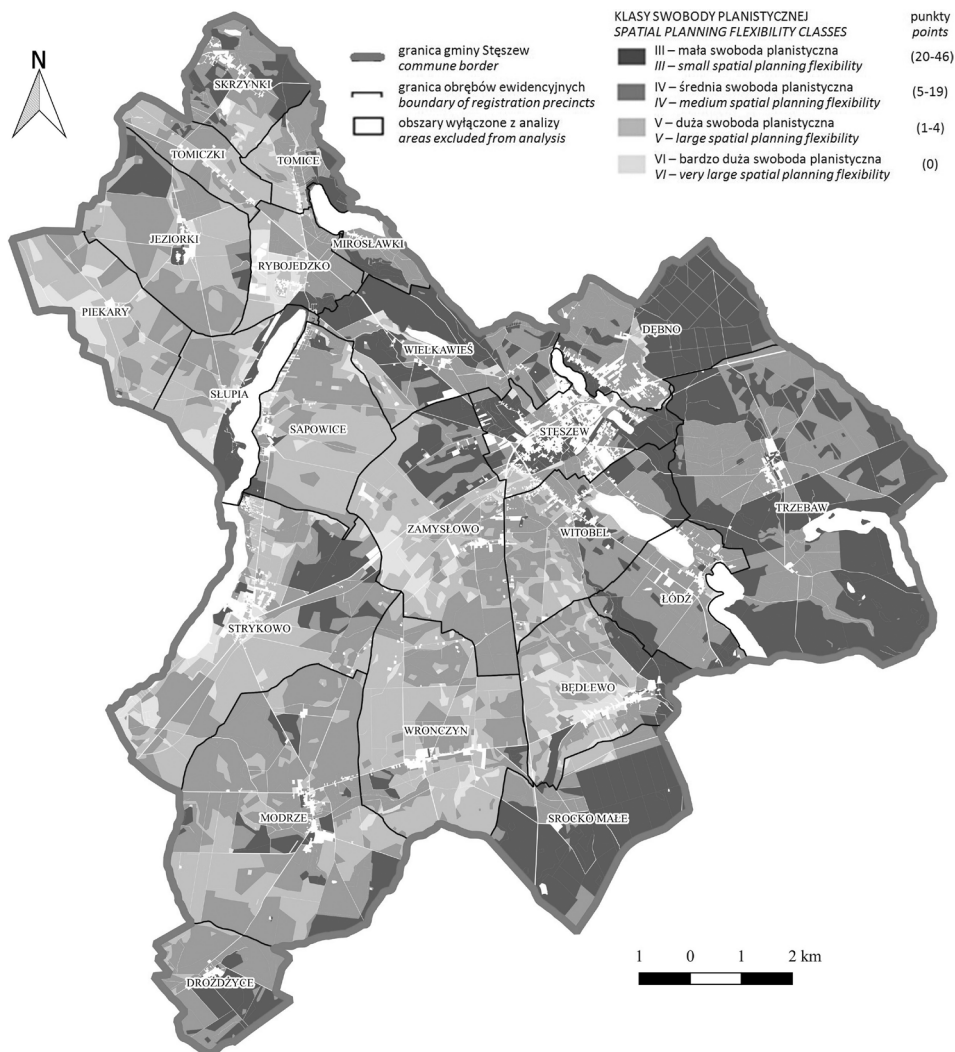 N
granica gminy Stęszew
commune border
granica obrębów ewidencyjnych
boundary of registration precincts
obszary wyłączone z analizy
areas excluded from analysis
KLASY SWOBODY PLANISTYCZNEJ
SPATIAL PLANNING FLEXIBILITY CLASSES
punkty
points
III – mała swoboda planistyczna
III – small spatial planning flexibility
(20-46)
IV – średnia swoboda planistyczna
IV – medium spatial planning flexibility
(5-19)
V – duża swoboda planistyczna
V – large spatial planning flexibility
(1-4)
VI – bardzo duża swoboda planistyczna
VI – very large spatial planning flexibility
(0)
SKRZYNKI
TOMICZKI
TOMICE
JEZIORKI
MIROSŁAWKI
RYBOJEDZKO
PIEKARY
DĘBNO
WIELKAWIEŚ
SŁUPIA
SAPOWICE
STĘSZEW
TRZEBAW
ZAMYSŁOWO
WITOBEL
ŁÓDŹ
STRYKOWO
BĘDLEWO
WRONCZYN
MODRZE
SROCKO MAŁE
DROŻDŻYCE
1 0 1 2 km